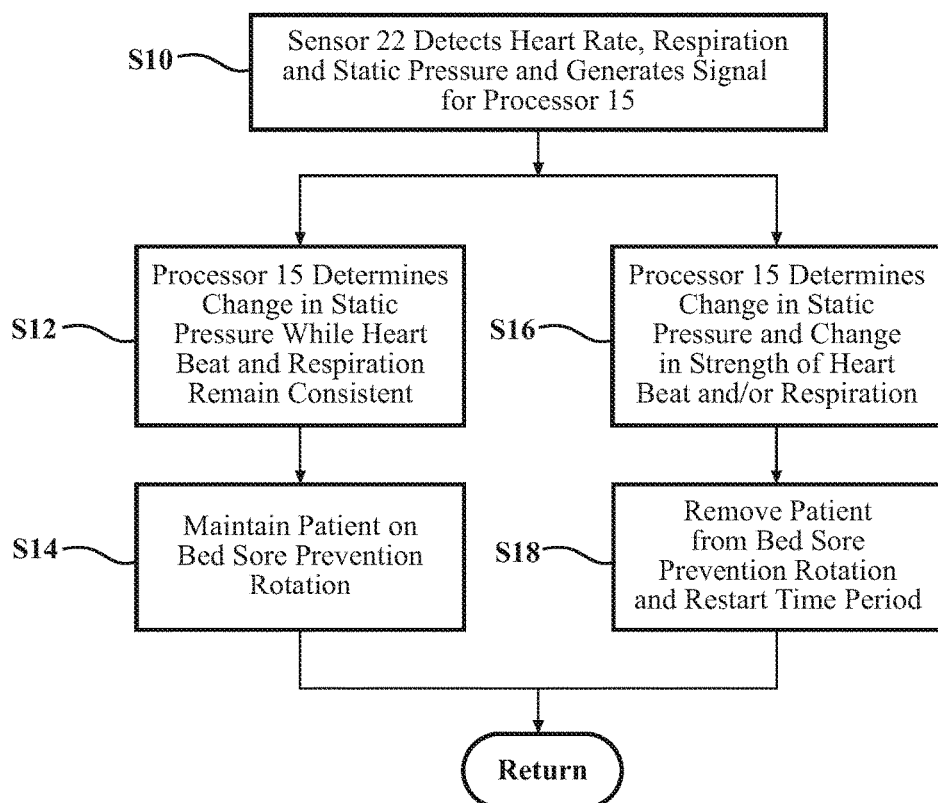 S10
Sensor 22 Detects Heart Rate, Respiration
and Static Pressure and Generates Signal
for Processor 15
S12
Processor 15 Determines
Change in Static
Pressure While Heart
Beat and Respiration
Remain Consistent
S16
Processor 15 Determines
Change in Static
Pressure and Change
in Strength of Heart
Beat and/or Respiration
S14
Maintain Patient on
Bed Sore Prevention
Rotation
S18
Remove Patient
from Bed Sore
Prevention Rotation
and Restart Time Period
Return